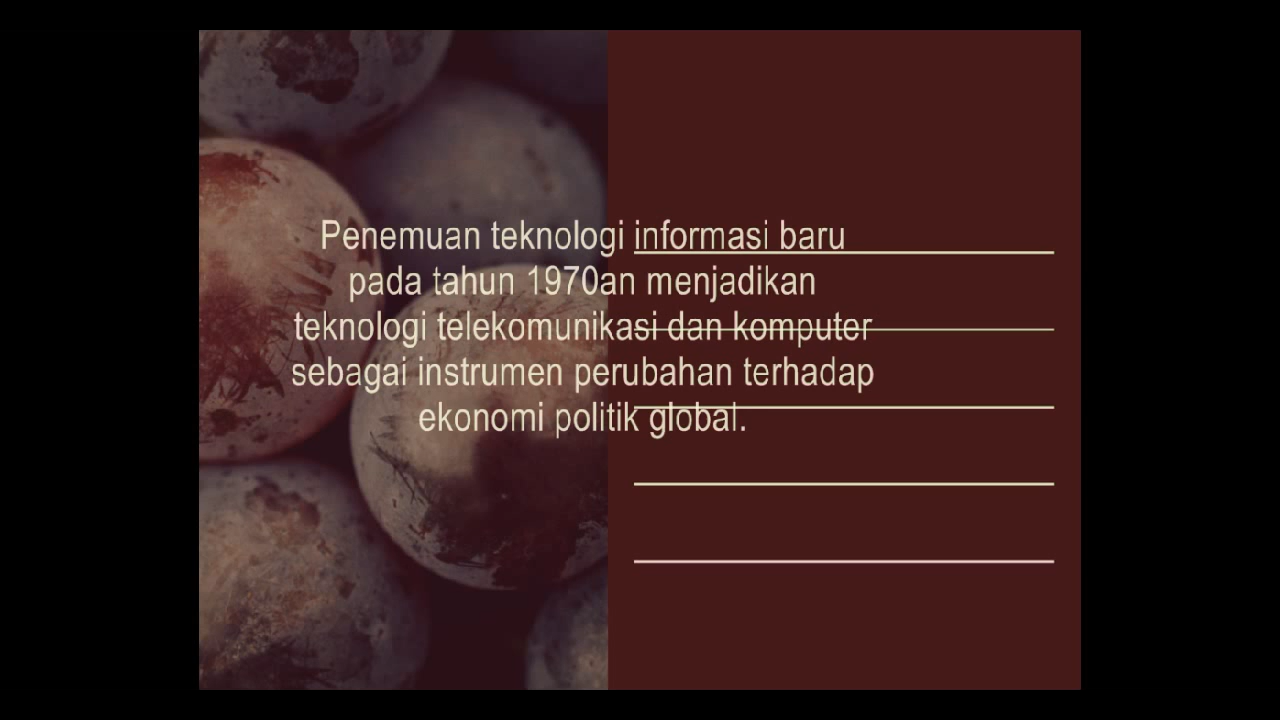 Penemuan teknologi informasi baru
pada tahun 1970an menjadikan
teknologi telekomunikasi dan komputer
sebagai instrumen perubahan terhadap
ekonomi politik global.